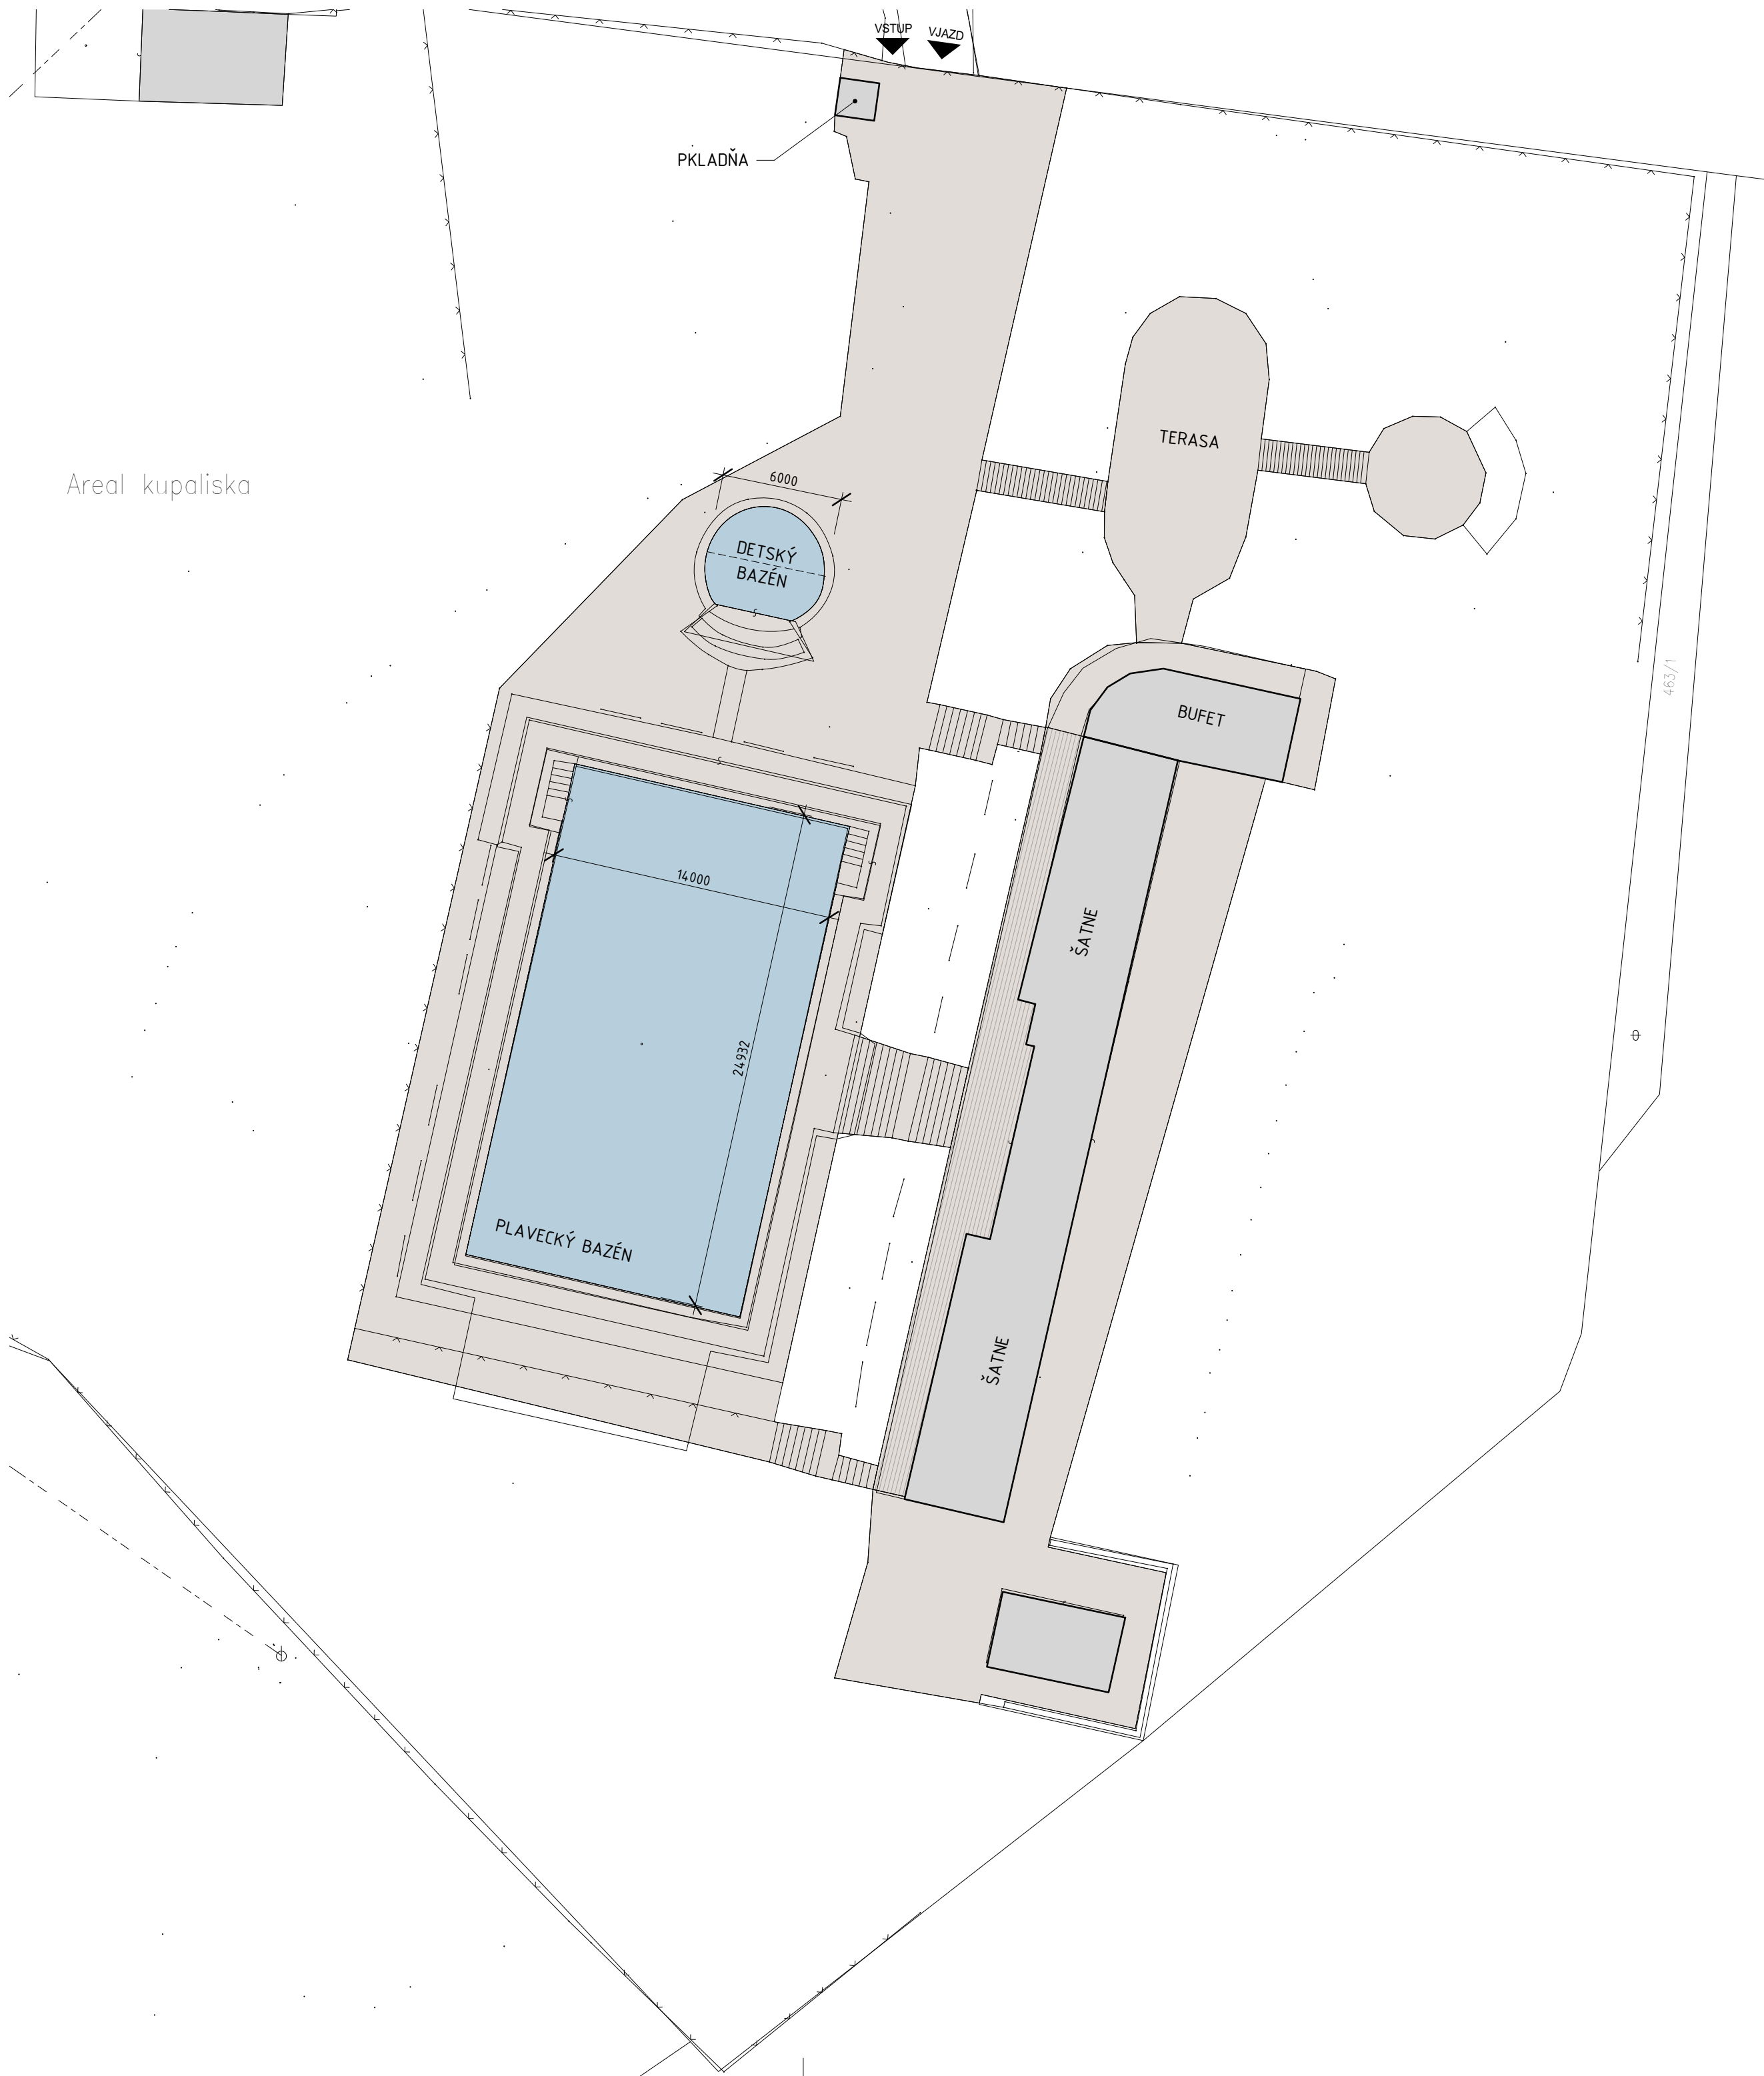 VSTUP
VJAZD
PKLADŇA
TERASA
Areal kupaliska
6000
DETSKÝ
BAZÉN
463/1
BUFET
14000
ŠATNE
24932
PLAVECKÝ BAZÉN
ŠATNE